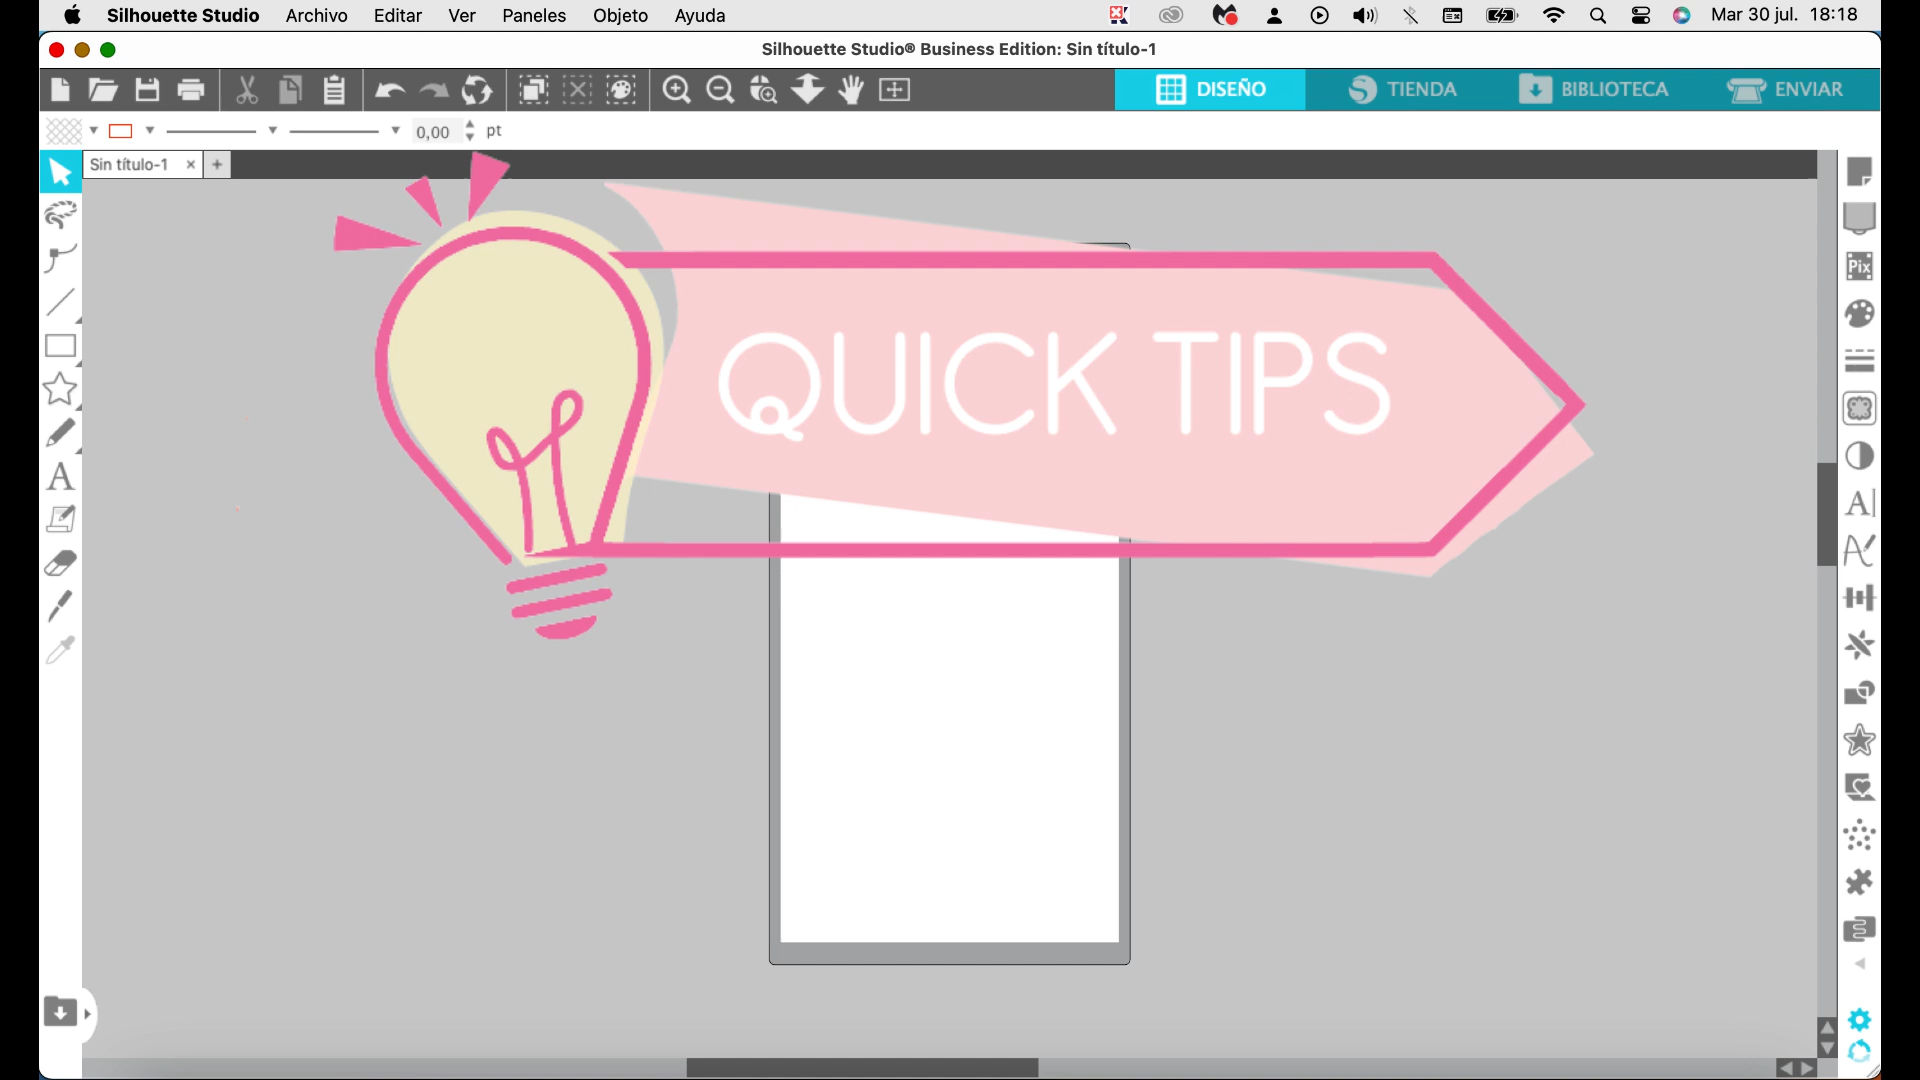 Silhouette Studio Archivo Editar Ver Paneles Objeto Ayuda Mar 30 jul. 18:18
Silhouette Studio® Business Edition: Sin título-1
DISEÑO TIENDA BIBLIOTECA ENVIAR
0,00 pt
Sin título-1
Pix
QUICK TIPS